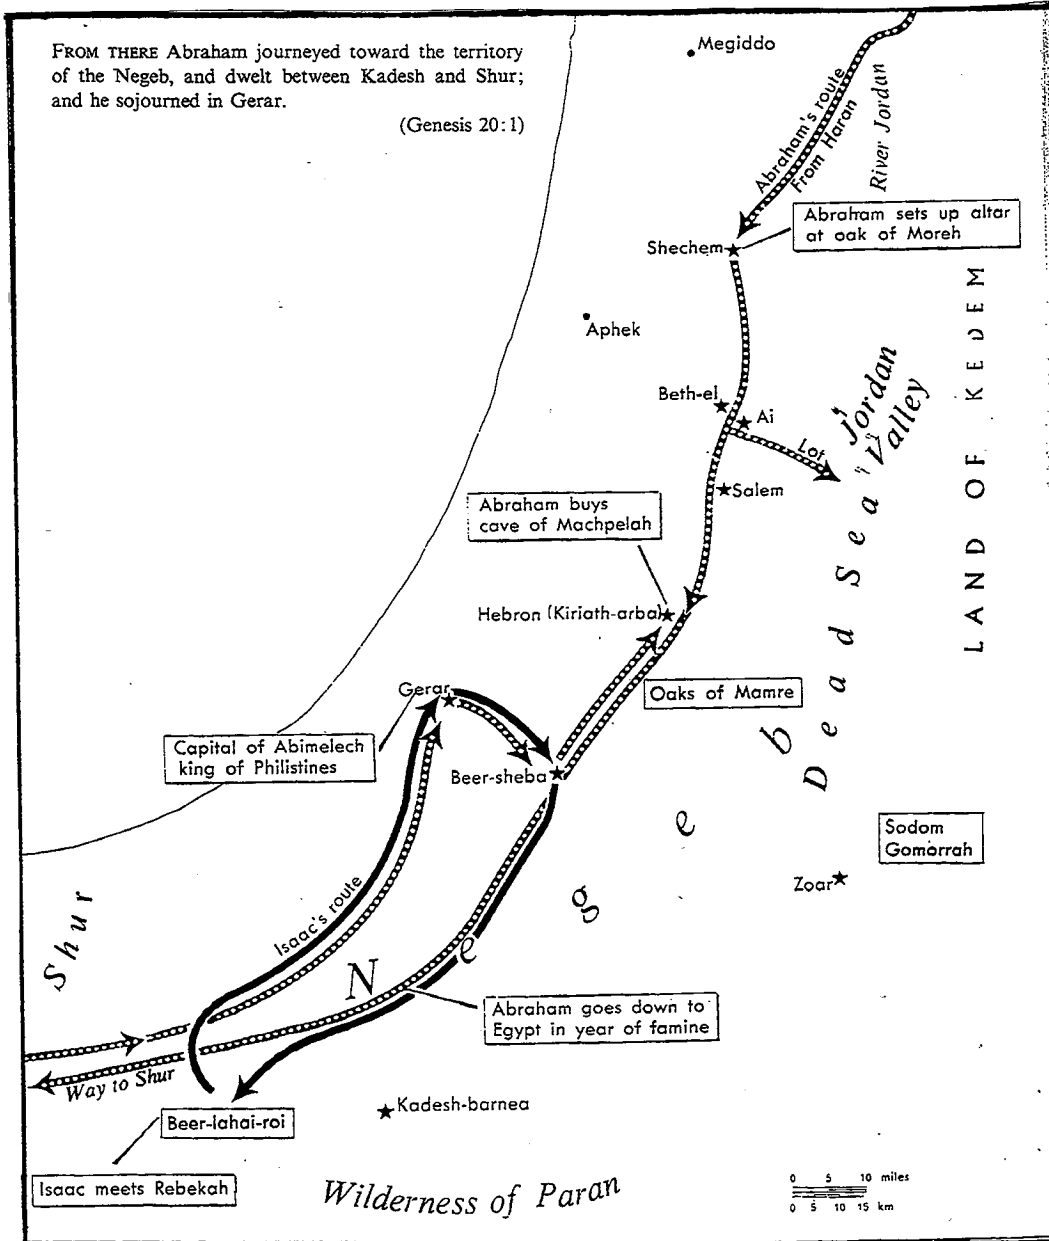 FROM THERE Abraham journeyed toward the territory
of the Negeb, and dwelt between Kadesh and Shur;
and he sojourned in Gerar.
(Genesis 20:1)
Megiddo
Abraham's route
From Haran
River Jordan
Abraham sets up altar
at oak of Moreh
Shechem
Aphek
LAND OF KEDEM
Beth-el
Ai
Lot
Jordan
Valley
Salem
Abraham buys
cave of Machpelah
Dead Sea
Hebron (Kiriath-arba)
Oaks of Mamre
Gerar
Capital of Abimelech
king of Philistines
Beer-sheba
Sodom
Gomorrah
Zoar
Negeb
Shur
Isaac's route
Abraham goes down to
Egypt in year of famine
Way to Shur
Kadesh-barnea
Beer-lahai-roi
Isaac meets Rebekah
Wilderness of Paran
0 5 10 miles
0 5 10 15 km